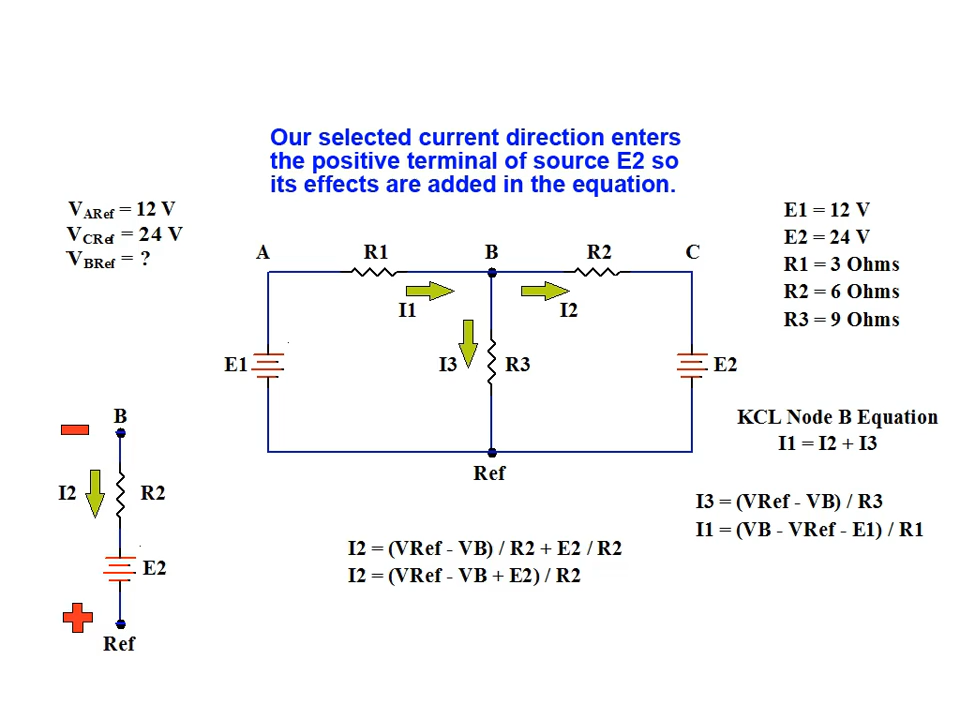 Our selected current direction enters
the positive terminal of source E2 so
its effects are added in the equation.
VARef = 12 V
VCRef = 24 V
VBRef = ?
E1 = 12 V
E2 = 24 V
R1 = 3 Ohms
R2 = 6 Ohms
R3 = 9 Ohms
A R1 B R2 C
I1 I2
E1 I3 R3 E2
Ref
B
I2 R2
E2
Ref
KCL Node B Equation
I1 = I2 + I3
I3 = (VRef - VB) / R3
I1 = (VB - VRef - E1) / R1
I2 = (VRef - VB) / R2 + E2 / R2
I2 = (VRef - VB + E2) / R2